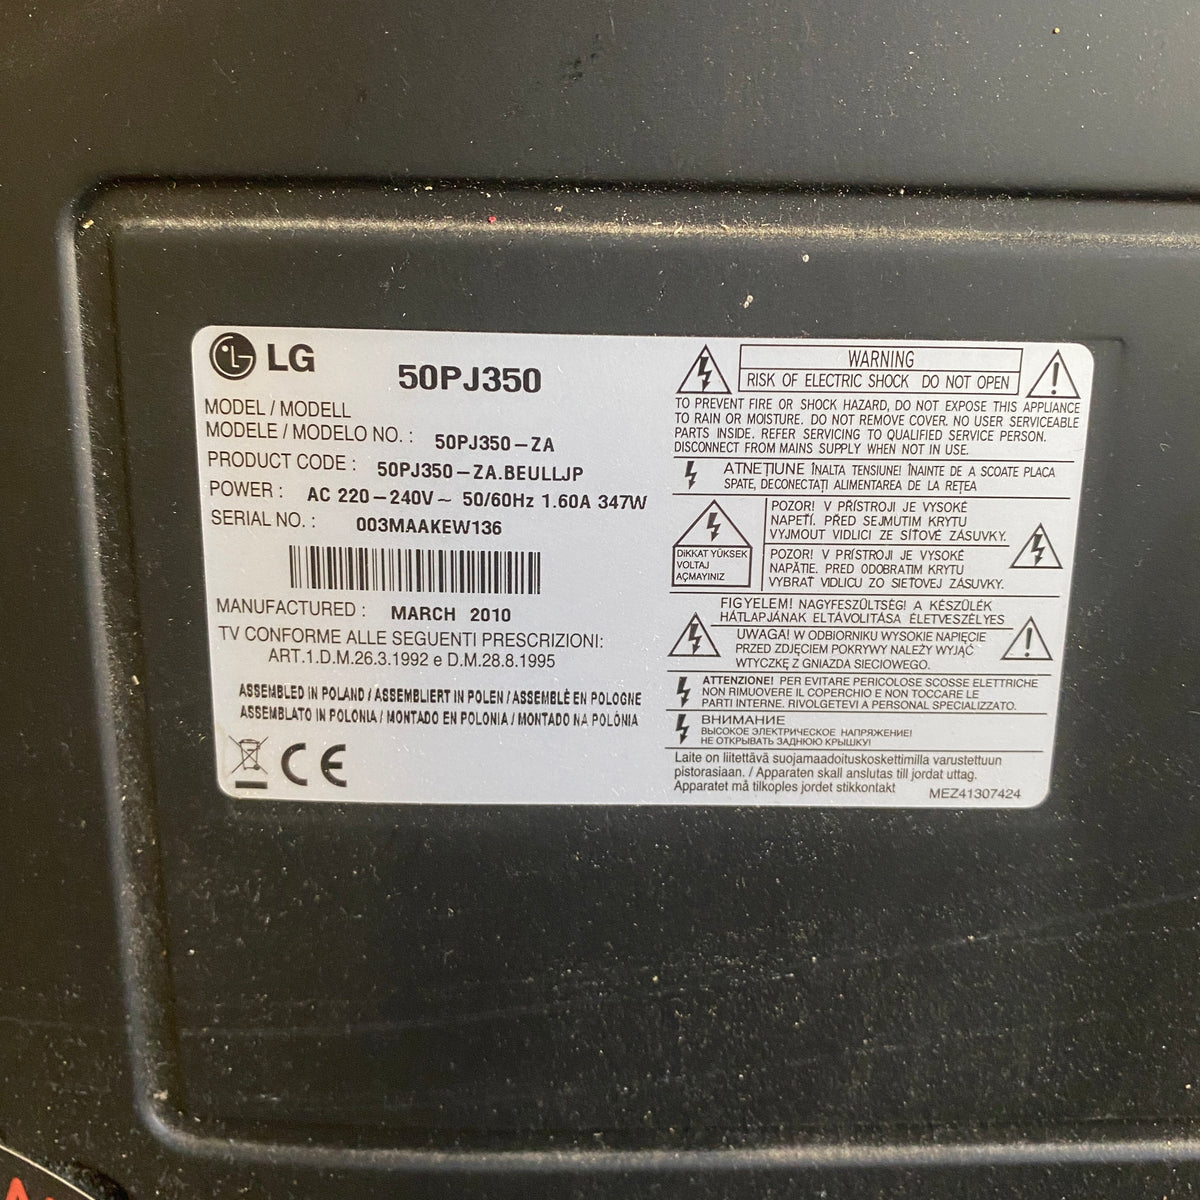 LG
50PJ350
MODEL / MODELL
MODELE / MODELO NO. : 50PJ350-ZA
PRODUCT CODE : 50PJ350-ZA.BEULLJP
POWER : AC 220-240V~ 50/60Hz 1.60A 347W
SERIAL NO. : 003MAAKEW136
MANUFACTURED : MARCH 2010
TV CONFORME ALLE SEGUENTI PRESCRIZIONI:
ART.1.D.M.26.3.1992 e D.M.28.8.1995
ASSEMBLED IN POLAND / ASSEMBLIERT IN POLEN / ASSEMBLÈ EN POLOGNE
ASSEMBLATO IN POLONIA / MONTADO EN POLONIA / MONTADO NA POLÓNIA
CE
WARNING
RISK OF ELECTRIC SHOCK DO NOT OPEN
TO PREVENT FIRE OR SHOCK HAZARD, DO NOT EXPOSE THIS APPLIANCE
TO RAIN OR MOISTURE. DO NOT REMOVE COVER. NO USER SERVICEABLE
PARTS INSIDE. REFER SERVICING TO QUALIFIED SERVICE PERSON.
DISCONNECT FROM MAINS SUPPLY WHEN NOT IN USE.
ATNEȚIUNE ÎNALTA TENSIUNE! ÎNAINTE DE A SCOATE PLACA
SPATE, DECONECTAȚI ALIMENTAREA DE LA REȚEA
DİKKAT YÜKSEK
VOLTAJ
AÇMAYINIZ
POZOR! V PŘÍSTROJI JE VYSOKÉ
NAPETÍ. PŘED SEJMUTIM KRYTU
VYJMOUT VIDLICI ZE SÍŤOVÉ ZÁSUVKY.
POZOR! V PRÍSTROJI JE VYSOKÉ
NAPÄTIE. PRED ODOBRATIM KRYTU
VYBRAŤ VIDLICU ZO SIEŤOVEJ ZÁSUVKY.
FIGYELEM! NAGYFESZÜLTSÉG! A KÉSZÜLÉK
HÁTLAPJÁNAK ELTÁVOLITÁSA ÉLETVESZÉLYES
UWAGA! W ODBIORNIKU WYSOKIE NAPIĘCIE
PRZED ZDJĘCIEM POKRYWY NALEŻY WYJĄĆ
WTYCZKĘ Z GNIAZDA SIECIOWEGO.
ATTENZIONE! PER EVITARE PERICOLOSE SCOSSE ELETTRICHE
NON RIMUOVERE IL COPERCHIO E NON TOCCARE LE
PARTI INTERNE. RIVOLGETEVI A PERSONAL SPECIALIZZATO.
ВНИМАНИЕ
ВЫСОКОЕ ЭЛЕКТРИЧЕСКОЕ НАПРЯЖЕНИЕ!
НЕ ОТКРЫВАТЬ ЗАДНЮЮ КРЫШКУ!
Laite on liitettävä suojamaadoituskoskettimilla varustettuun
pistorasiaan. / Apparaten skall anslutas till jordat uttag.
Apparatet må tilkoples jordet stikkontakt
MEZ41307424